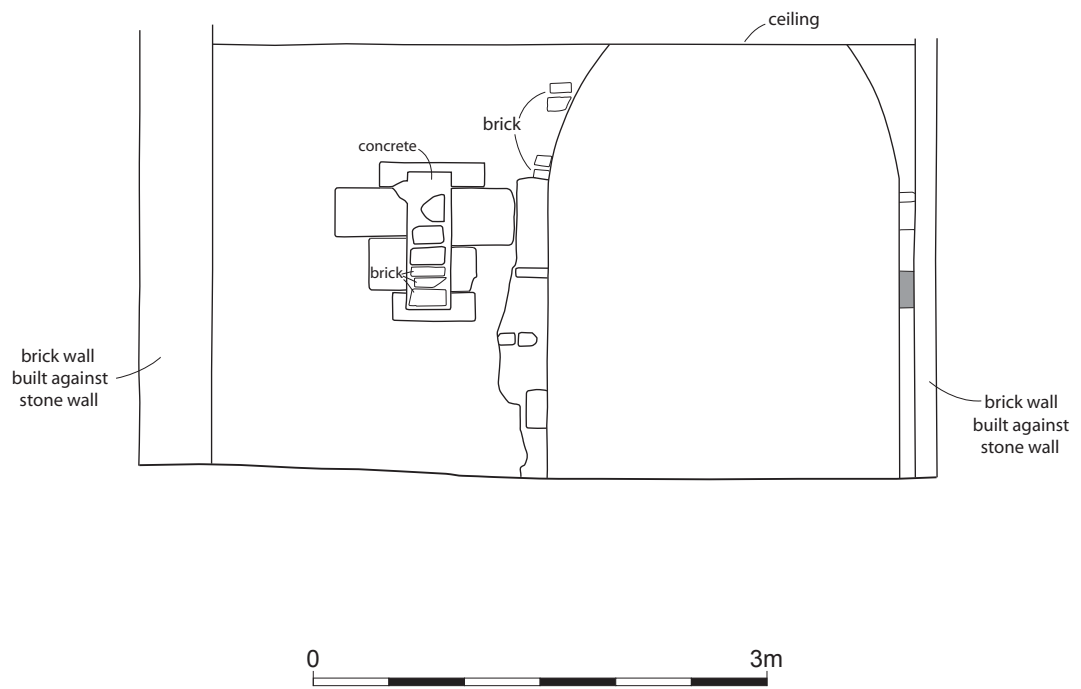 ceiling
brick
concrete
brick
brick wall
built against
stone wall
brick wall
built against
stone wall
0
3m